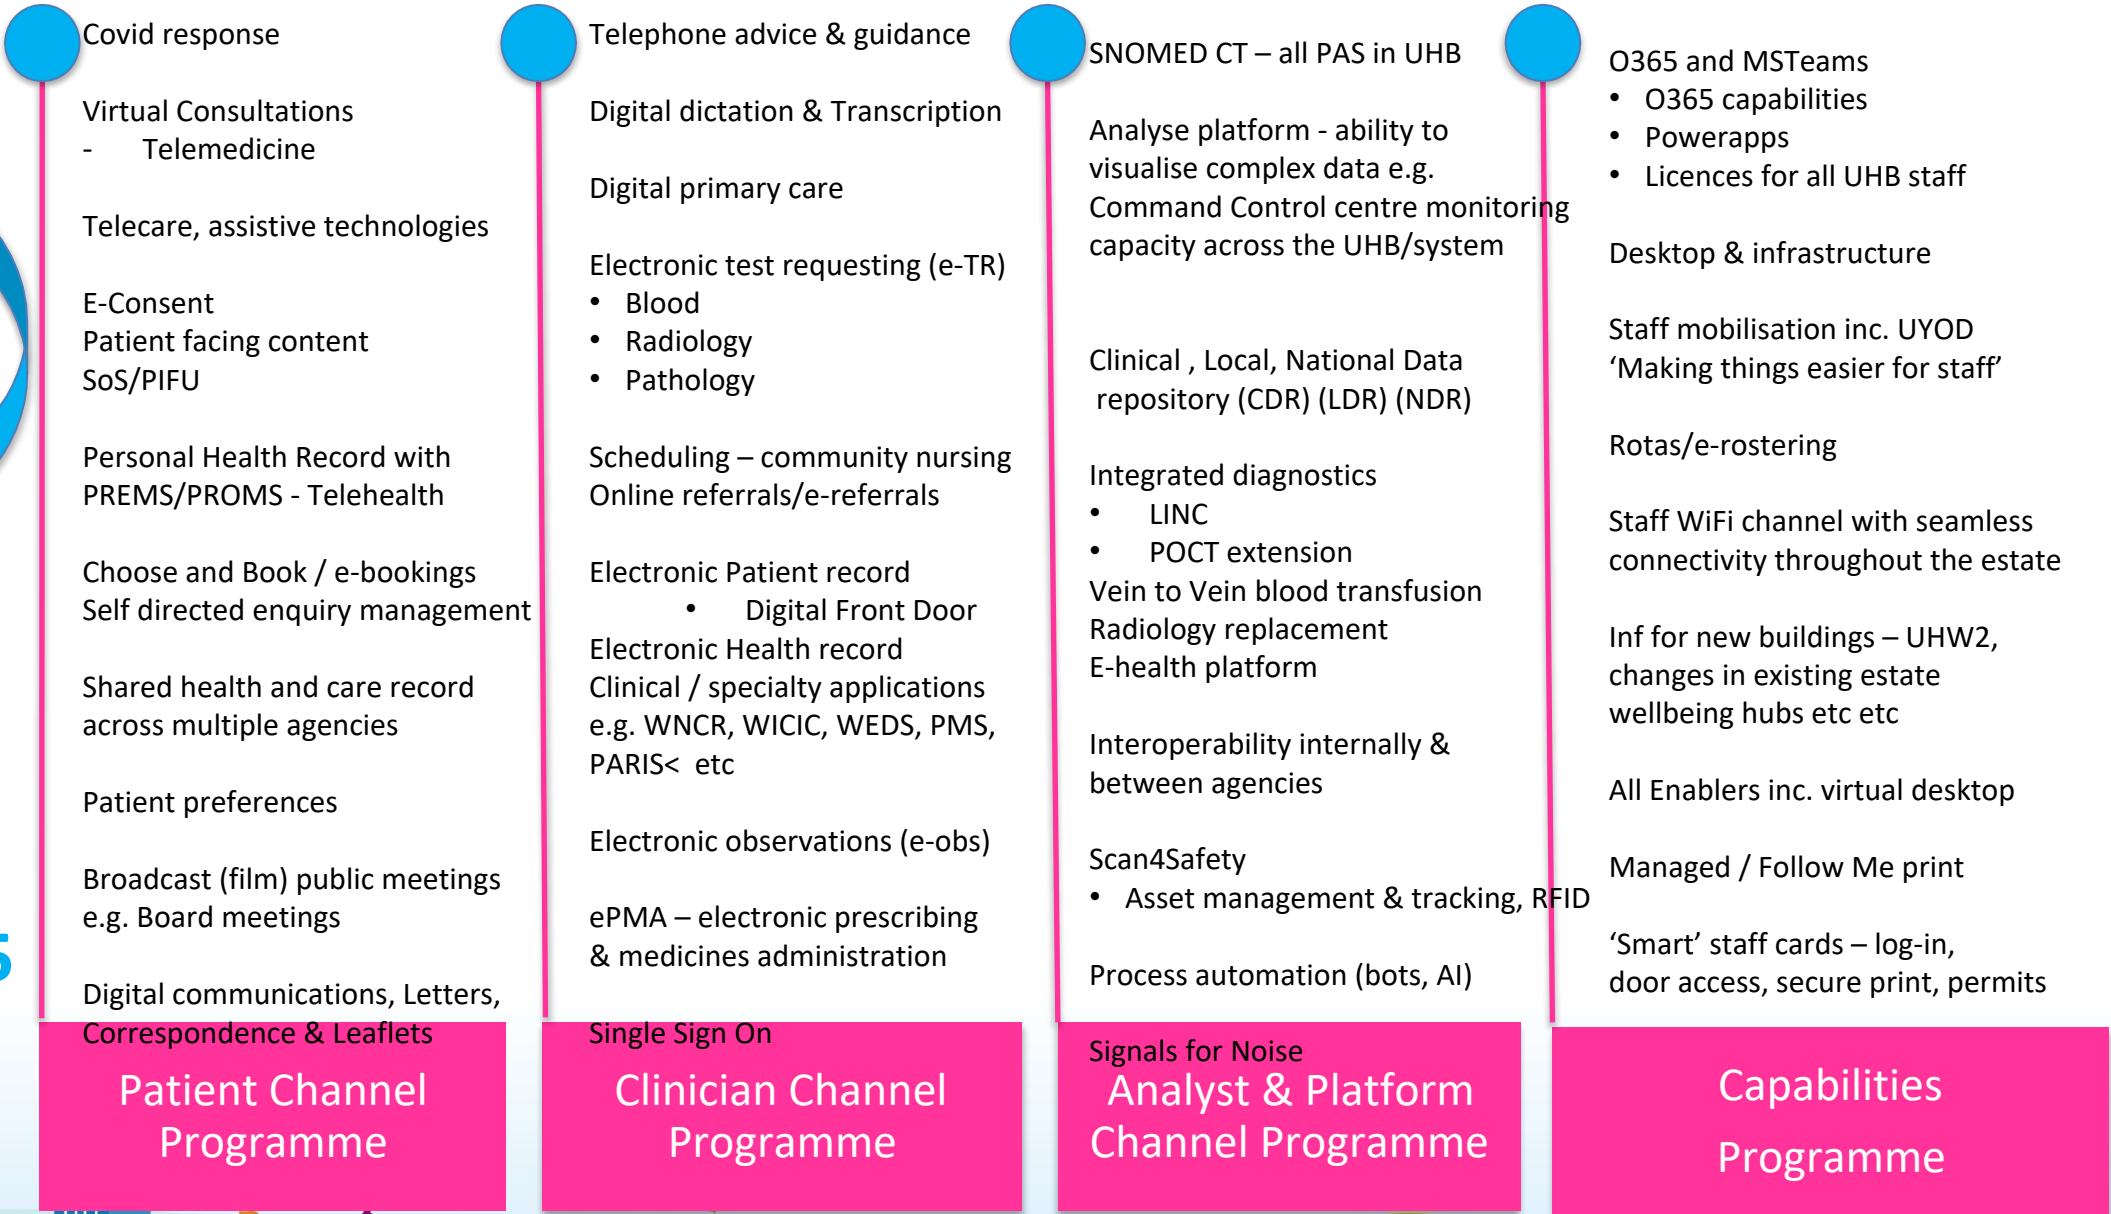 Covid response
Virtual Consultations
- Telemedicine
Telecare, assistive technologies
E-Consent
Patient facing content
SoS/PIFU
Personal Health Record with
PREMS/PROMS - Telehealth
Choose and Book / e-bookings
Self directed enquiry management
Shared health and care record
across multiple agencies
Patient preferences
Broadcast (film) public meetings
e.g. Board meetings
Digital communications, Letters,
Correspondence & Leaflets
Patient Channel
Programme
Telephone advice & guidance
Digital dictation & Transcription
Digital primary care
Electronic test requesting (e-TR)
• Blood
• Radiology
• Pathology
Scheduling – community nursing
Online referrals/e-referrals
Electronic Patient record
• Digital Front Door
Electronic Health record
Clinical / specialty applications
e.g. WNCR, WICIC, WEDS, PMS,
PARIS< etc
Electronic observations (e-obs)
ePMA – electronic prescribing
& medicines administration
Single Sign On
Clinician Channel
Programme
SNOMED CT – all PAS in UHB
Analyse platform - ability to
visualise complex data e.g.
Command Control centre monitoring
capacity across the UHB/system
Clinical , Local, National Data
repository (CDR) (LDR) (NDR)
Integrated diagnostics
• LINC
• POCT extension
Vein to Vein blood transfusion
Radiology replacement
E-health platform
Interoperability internally &
between agencies
Scan4Safety
• Asset management & tracking, RFID
Process automation (bots, AI)
Signals for Noise
Analyst & Platform
Channel Programme
O365 and MSTeams
• O365 capabilities
• Powerapps
• Licences for all UHB staff
Desktop & infrastructure
Staff mobilisation inc. UYOD
‘Making things easier for staff’
Rotas/e-rostering
Staff WiFi channel with seamless
connectivity throughout the estate
Inf for new buildings – UHW2,
changes in existing estate
wellbeing hubs etc etc
All Enablers inc. virtual desktop
Managed / Follow Me print
‘Smart’ staff cards – log-in,
door access, secure print, permits
Capabilities
Programme